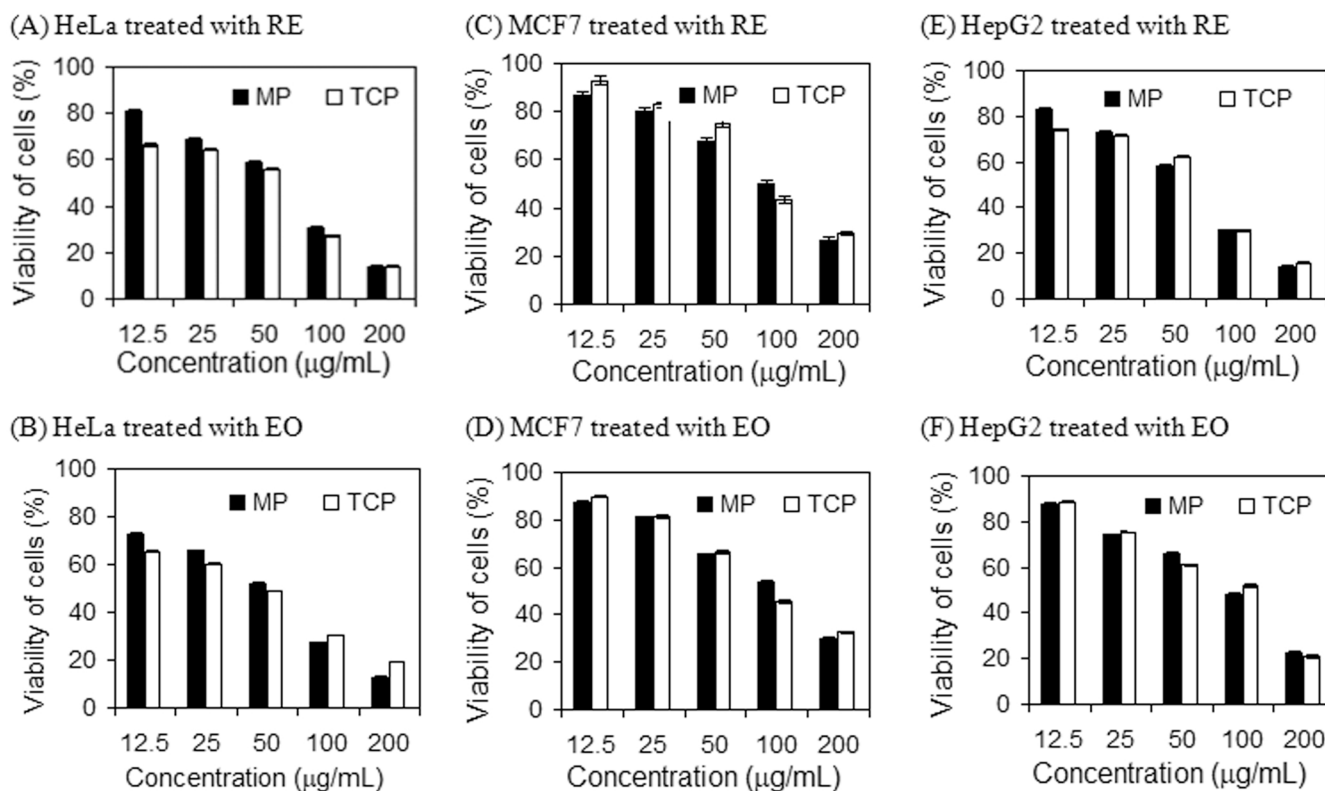 (A) HeLa treated with RE
Viability of cells (%)
100
80
60
40
20
0
MP TCP
12.5 25 50 100 200
Concentration (μg/mL)
(C) MCF7 treated with RE
Viability of cells (%)
100
80
60
40
20
0
MP TCP
12.5 25 50 100 200
Concentration (μg/mL)
(E) HepG2 treated with RE
Viability of cells (%)
100
80
60
40
20
0
MP TCP
12.5 25 50 100 200
Concentration (μg/mL)
(B) HeLa treated with EO
Viability of cells (%)
100
80
60
40
20
0
MP TCP
12.5 25 50 100 200
Concentration (μg/mL)
(D) MCF7 treated with EO
Viability of cells (%)
100
80
60
40
20
0
MP TCP
12.5 25 50 100 200
Concentration (μg/mL)
(F) HepG2 treated with EO
Viability of cells (%)
100
80
60
40
20
0
MP TCP
12.5 25 50 100 200
Concentration (μg/mL)